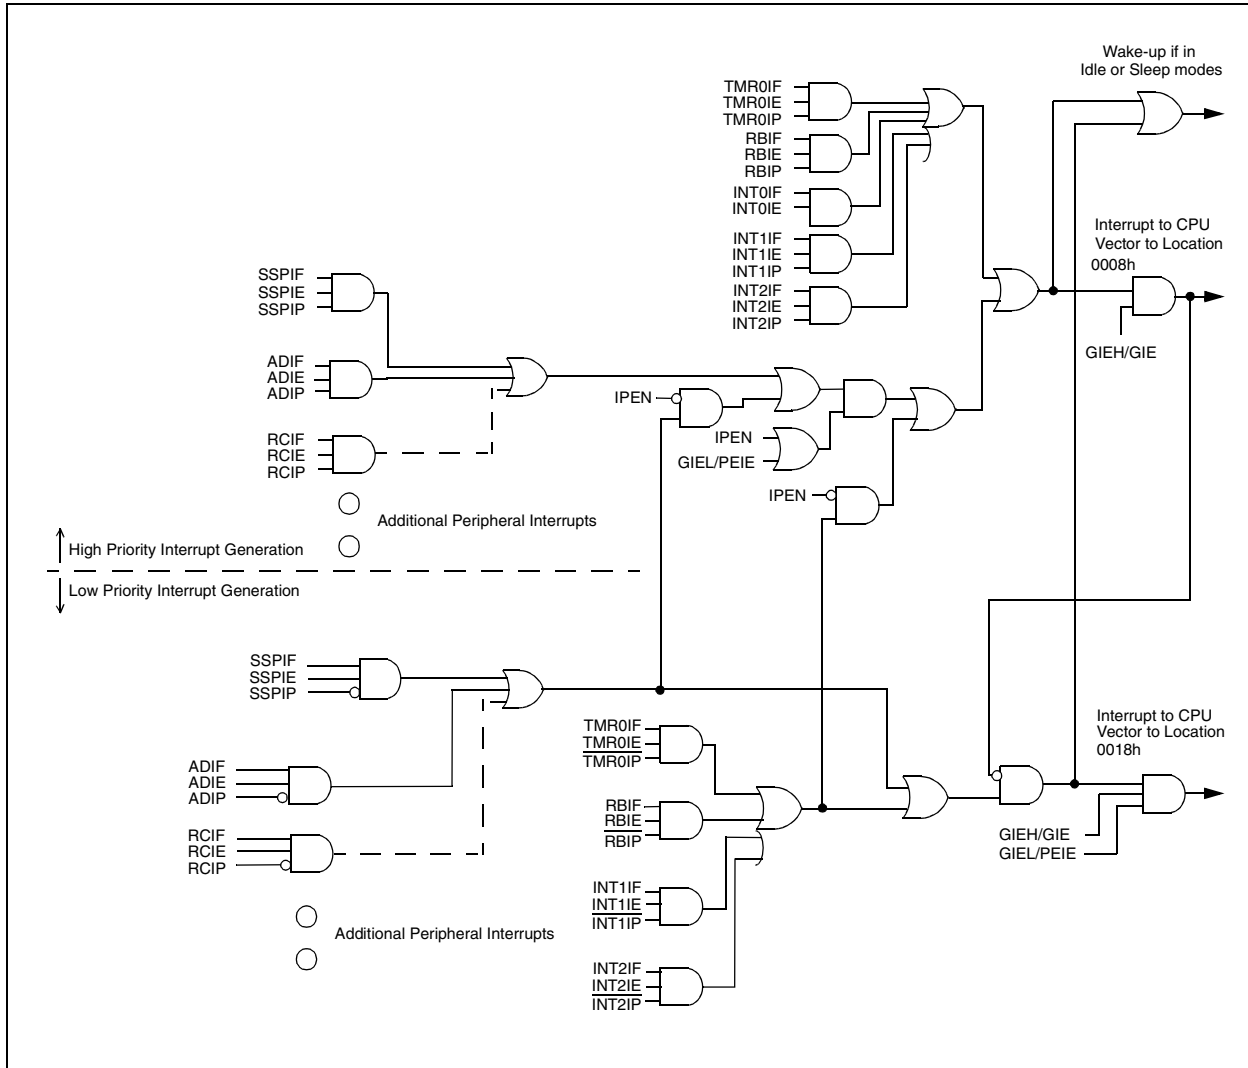 Wake-up if in
Idle or Sleep modes
TMR0IF
TMR0IE
TMR0IP
RBIF
RBIE
RBIP
INT0IF
INT0IE
INT1IF
INT1IE
INT1IP
INT2IF
INT2IE
INT2IP
Interrupt to CPU
Vector to Location
0008h
GIEH/GIE
SSPIF
SSPIE
SSPIP
ADIF
ADIE
ADIP
RCIF
RCIE
RCIP
IPEN
IPEN
GIEL/PEIE
IPEN
Additional Peripheral Interrupts
High Priority Interrupt Generation
Low Priority Interrupt Generation
SSPIF
SSPIE
SSPIP
ADIF
ADIE
ADIP
RCIF
RCIE
RCIP
Additional Peripheral Interrupts
TMR0IF
TMR0IE
TMR0IP
RBIF
RBIE
RBIP
INT1IF
INT1IE
INT1IP
INT2IF
INT2IE
INT2IP
Interrupt to CPU
Vector to Location
0018h
GIEH/GIE
GIEL/PEIE